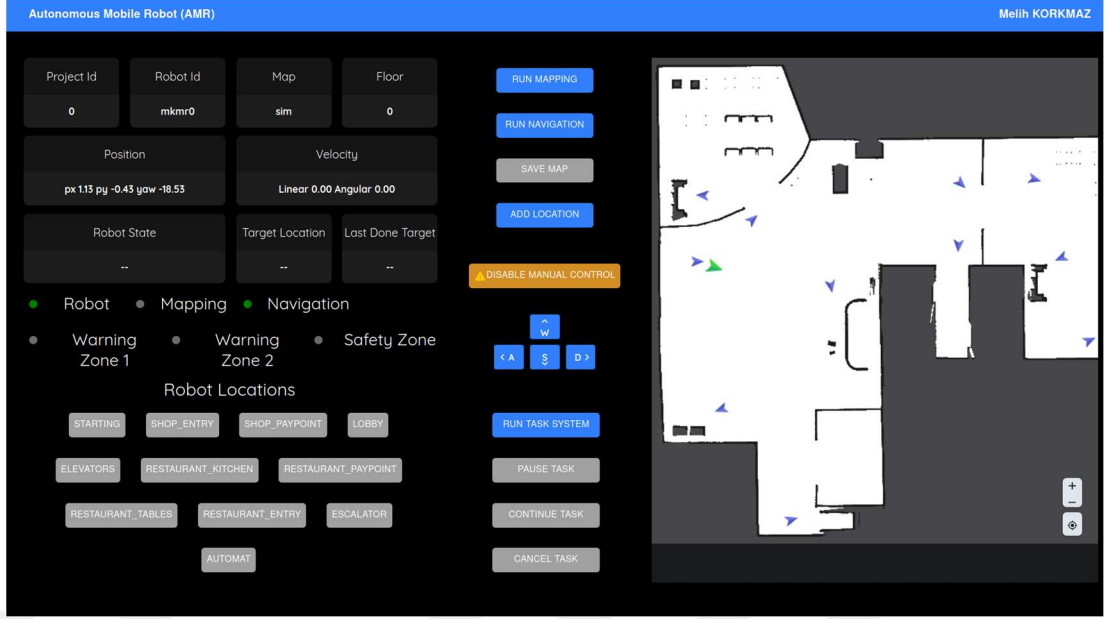 Autonomous Mobile Robot (AMR) Melih KORKMAZ
Project Id Robot Id Map Floor
0 mkmr0 sim 0
Position Velocity
px 1.13 py -0.43 yaw -18.53 Linear 0.00 Angular 0.00
Robot State Target Location Last Done Target
-- -- --
Robot Mapping Navigation
Warning Zone 1 Warning Zone 2 Safety Zone
Robot Locations
STARTING SHOP_ENTRY SHOP_PAYPOINT LOBBY
ELEVATORS RESTAURANT_KITCHEN RESTAURANT_PAYPOINT
RESTAURANT_TABLES RESTAURANT_ENTRY ESCALATOR
AUTOMAT
RUN MAPPING
RUN NAVIGATION
SAVE MAP
ADD LOCATION
DISABLE MANUAL CONTROL
^
W
< A S D >
RUN TASK SYSTEM
PAUSE TASK
CONTINUE TASK
CANCEL TASK
+
−